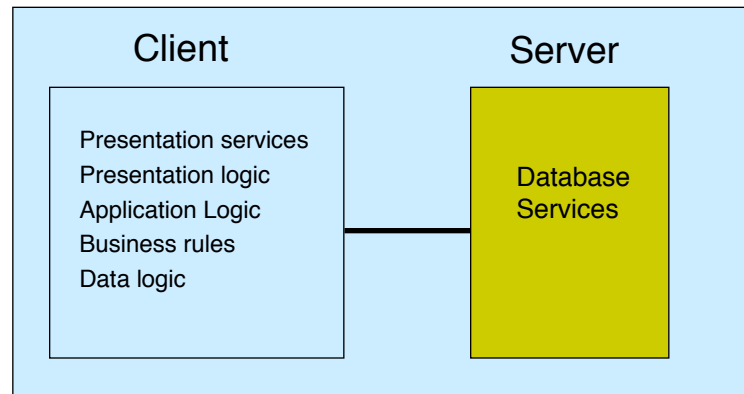 Client
Server
Presentation services
Presentation logic
Application Logic
Business rules
Data logic
Database
Services